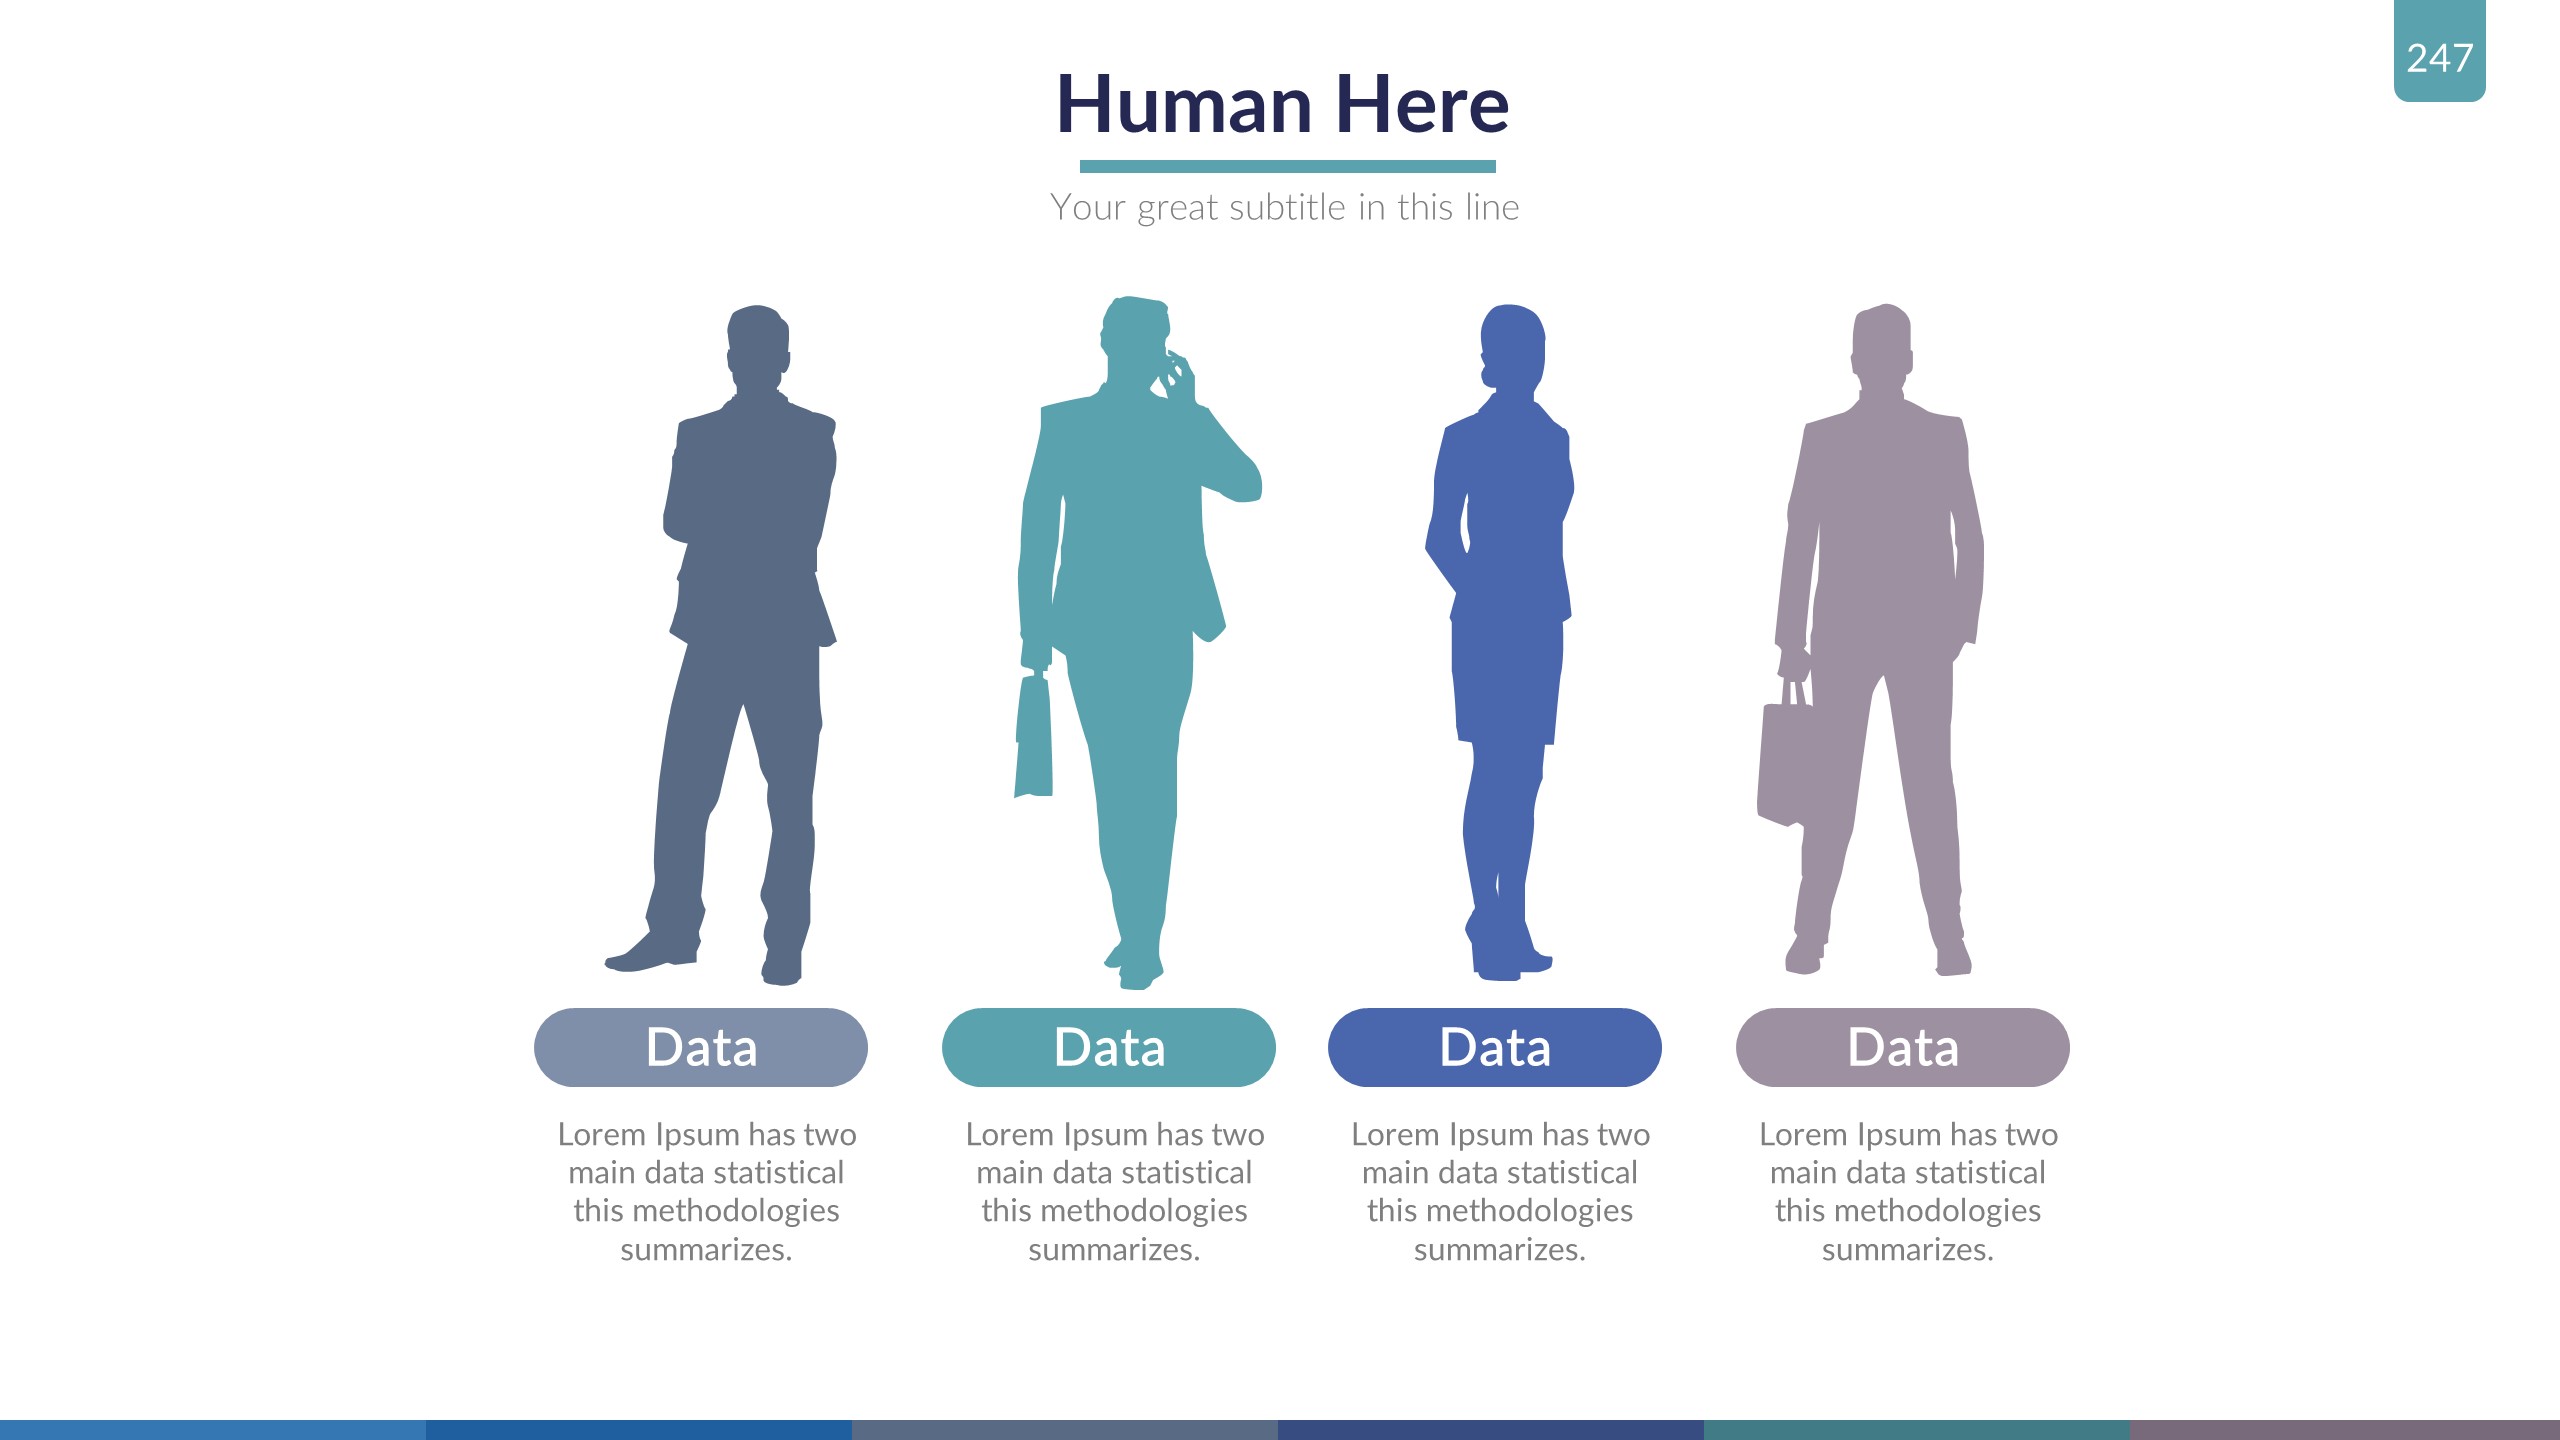 247
Human Here
Your great subtitle in this line
Data
Lorem Ipsum has two
main data statistical
this methodologies
summarizes.
Data
Lorem Ipsum has two
main data statistical
this methodologies
summarizes.
Data
Lorem Ipsum has two
main data statistical
this methodologies
summarizes.
Data
Lorem Ipsum has two
main data statistical
this methodologies
summarizes.